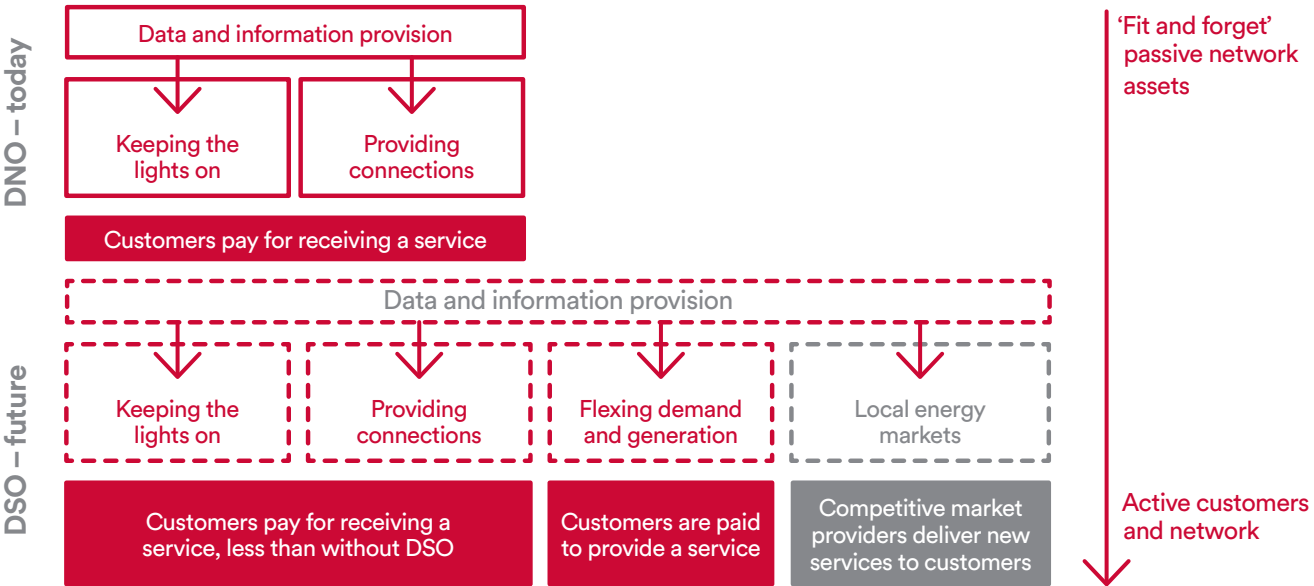 DNO – today
Data and information provision
Keeping the
lights on
Providing
connections
Customers pay for receiving a service
‘Fit and forget’
passive network
assets
DSO – future
Data and information provision
Keeping the
lights on
Providing
connections
Flexing demand
and generation
Local energy
markets
Customers pay for receiving a
service, less than without DSO
Customers are paid
to provide a service
Competitive market
providers deliver new
services to customers
Active customers
and network